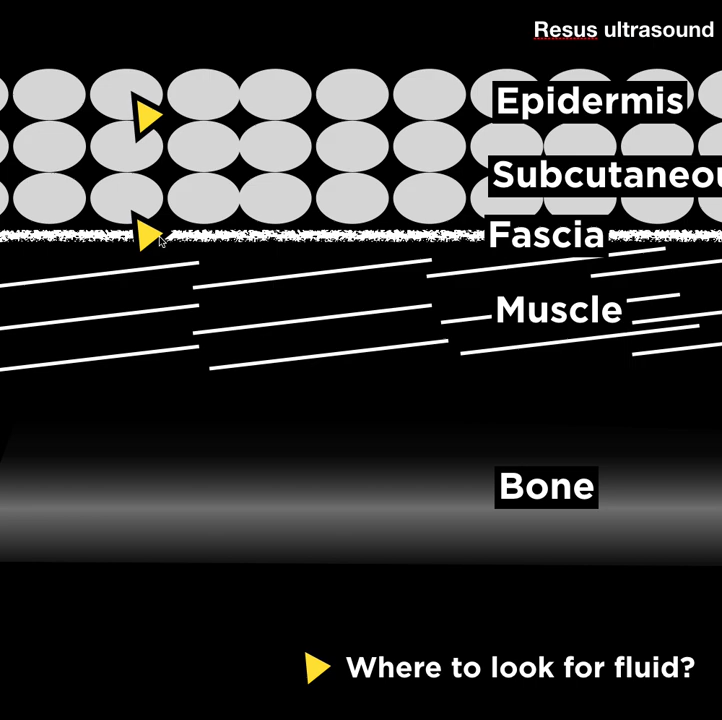 Resus ultrasound
Epidermis
Subcutaneou
Fascia
Muscle
Bone
Where to look for fluid?